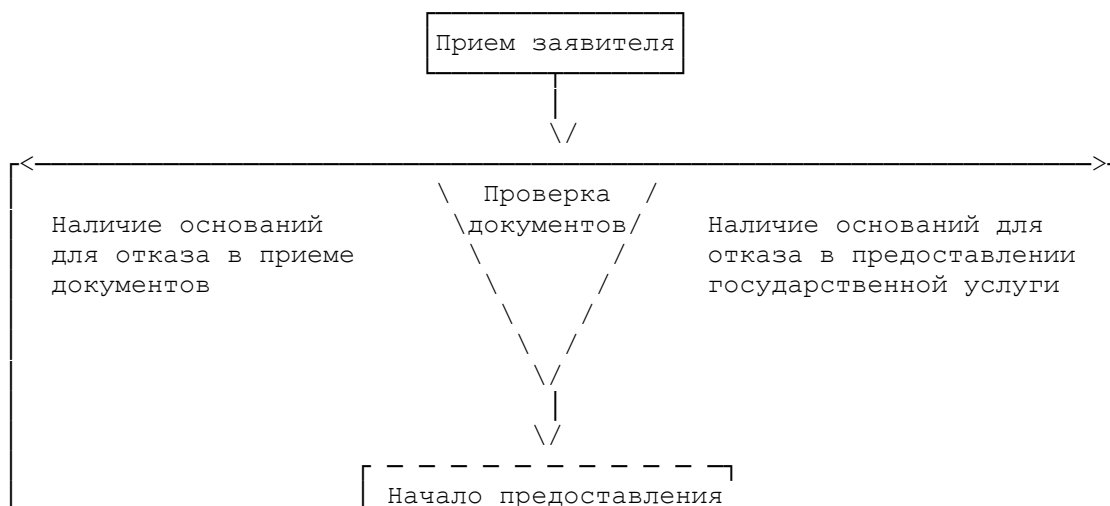 Прием заявителя
Проверка
документов
Наличие оснований
для отказа в приеме
документов
Наличие оснований для
отказа в предоставлении
государственной услуги
Начало предоставления